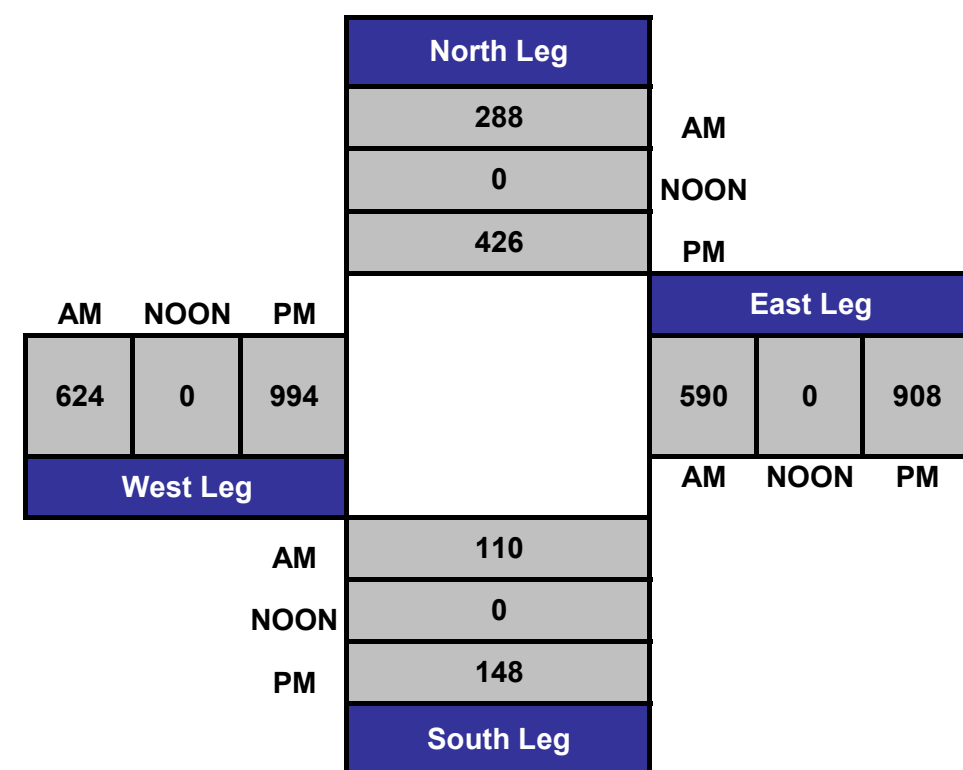 North Leg
288 AM
0 NOON
426 PM
AM NOON PM East Leg
624 0 994 590 0 908
West Leg AM NOON PM
AM 110
NOON 0
PM 148
South Leg